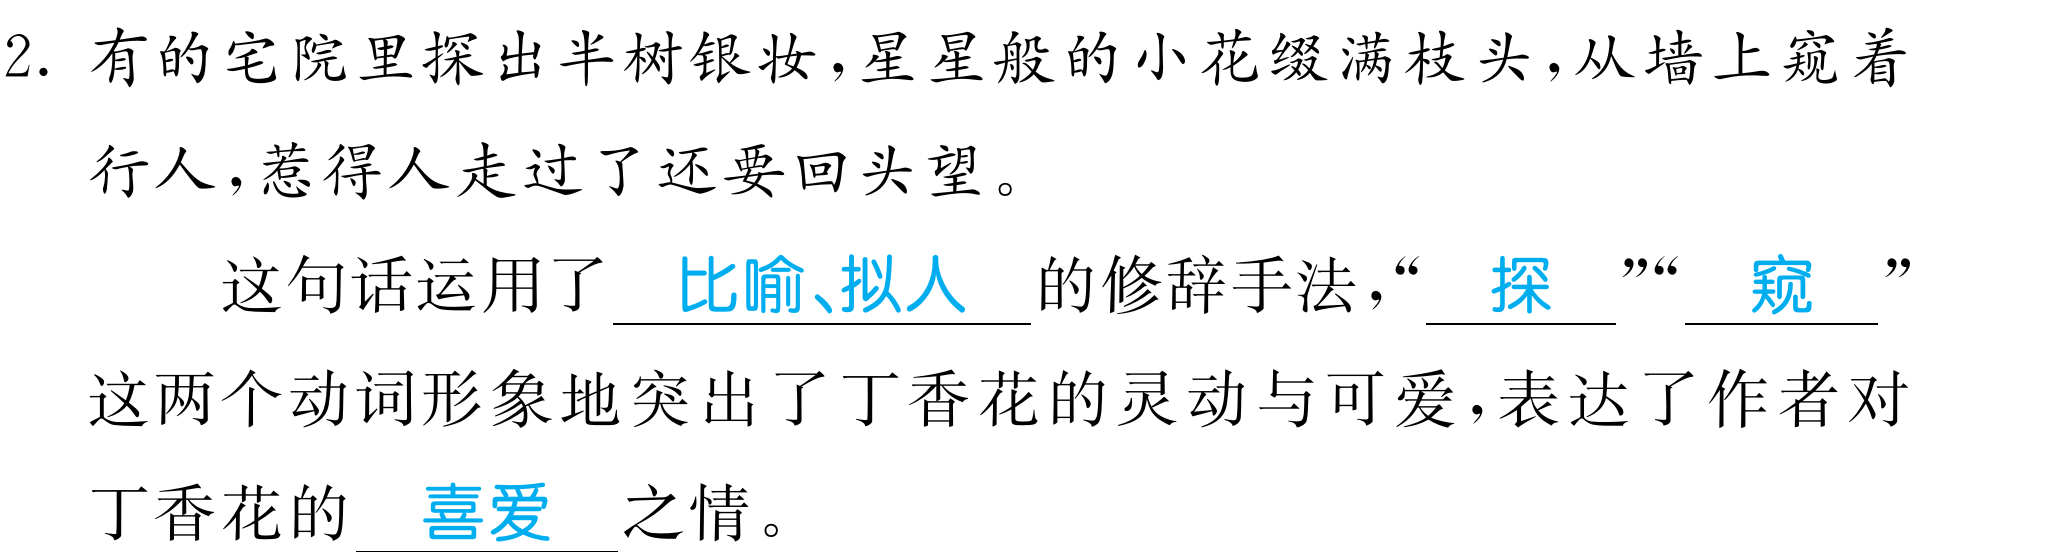 2. 有的宅院里探出半树银妆,星星般的小花缀满枝头,从墙上窥着
行人,惹得人走过了还要回头望。
这句话运用了 比喻、拟人 的修辞手法,“ 探 ”“ 窥 ”
这两个动词形象地突出了丁香花的灵动与可爱,表达了作者对
丁香花的 喜爱 之情。